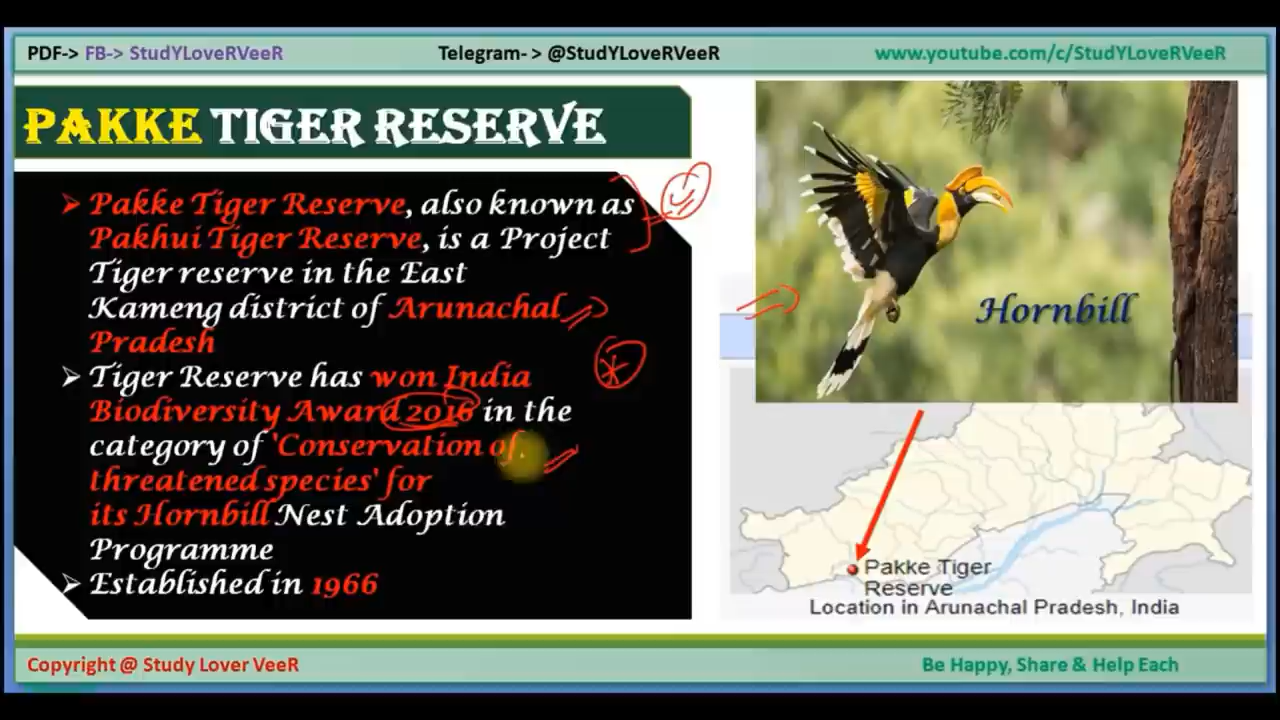 PDF-> FB-> StudYLoveRVeeR
Telegram- > @StudYLoveRVeeR
www.youtube.com/c/StudYLoveRVeeR
PAKKE TIGER RESERVE
Pakke Tiger Reserve, also known as
Pakhui Tiger Reserve, is a Project
Tiger reserve in the East
Kameng district of Arunachal
Pradesh
Tiger Reserve has won India
Biodiversity Award 2016 in the
category of 'Conservation of
threatened species' for
its Hornbill Nest Adoption
Programme
Established in 1966
Hornbill
Pakke Tiger
Reserve
Location in Arunachal Pradesh, India
Copyright @ Study Lover VeeR
Be Happy, Share & Help Each